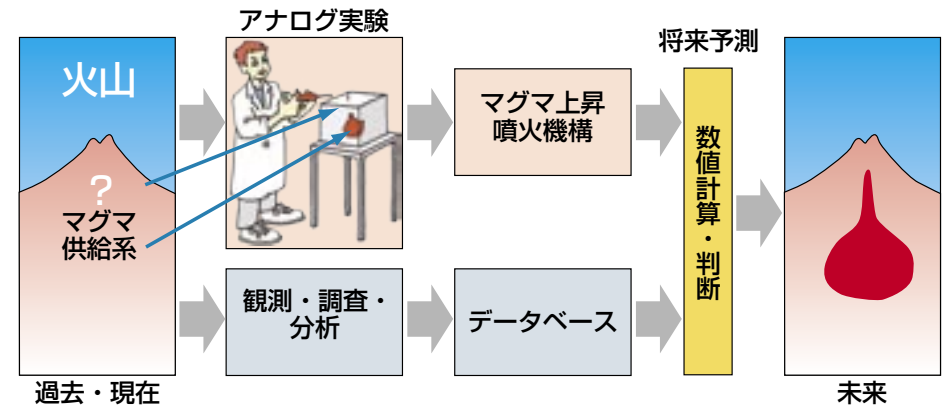 アナログ実験
将来予測
火山
?
マグマ
供給系
マグマ上昇
噴火機構
数値計算・判断
観測・調査・
分析
データベース
過去・現在
未来